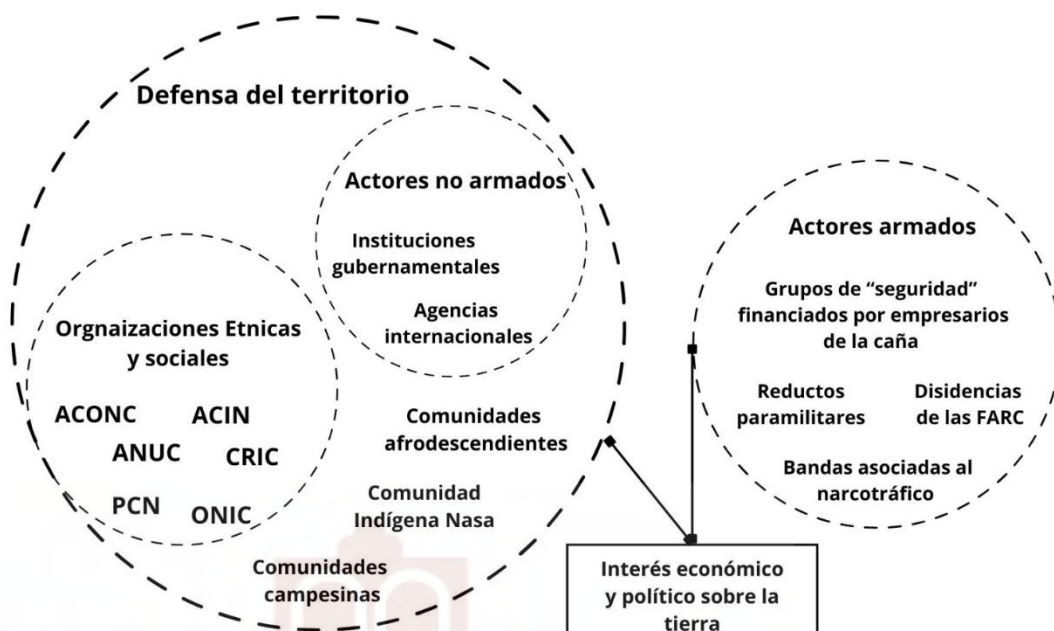 Defensa del territorio
Actores no armados
Instituciones
gubernamentales
Agencias
internacionales
Orgnaizaciones Etnicas
y sociales
ACONC
ACIN
ANUC
CRIC
PCN
ONIC
Comunidades
afrodescendientes
Comunidad
Indígena Nasa
Comunidades
campesinas
Actores armados
Grupos de “seguridad”
financiados por empresarios
de la caña
Reductos
paramilitares
Disidencias
de las FARC
Bandas asociadas al
narcotráfico
Interés económico
y político sobre la
tierra